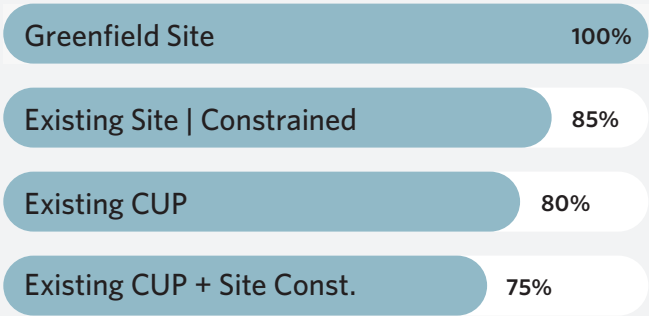 Greenfield Site 100%
Existing Site | Constrained 85%
Existing CUP 80%
Existing CUP + Site Const. 75%